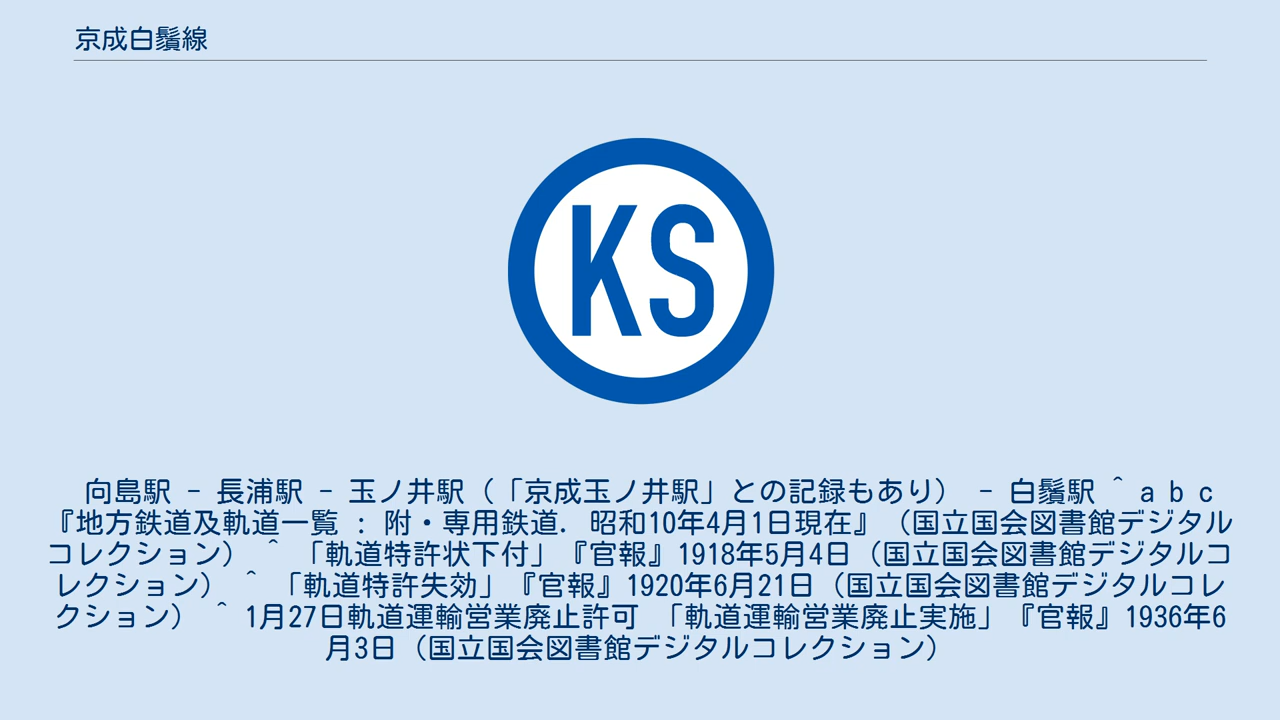 京成白鬚線
KS
向島駅 - 長浦駅 - 玉ノ井駅（「京成玉ノ井駅」との記録もあり） - 白鬚駅 ^ a b c
『地方鉄道及軌道一覧 : 附・専用鉄道. 昭和10年4月1日現在』（国立国会図書館デジタル
コレクション） ^ 「軌道特許状下付」『官報』1918年5月4日（国立国会図書館デジタルコ
レクション） ^ 「軌道特許失効」『官報』1920年6月21日（国立国会図書館デジタルコレ
クション） ^ 1月27日軌道運輸営業廃止許可 「軌道運輸営業廃止実施」『官報』1936年6
月3日（国立国会図書館デジタルコレクション）